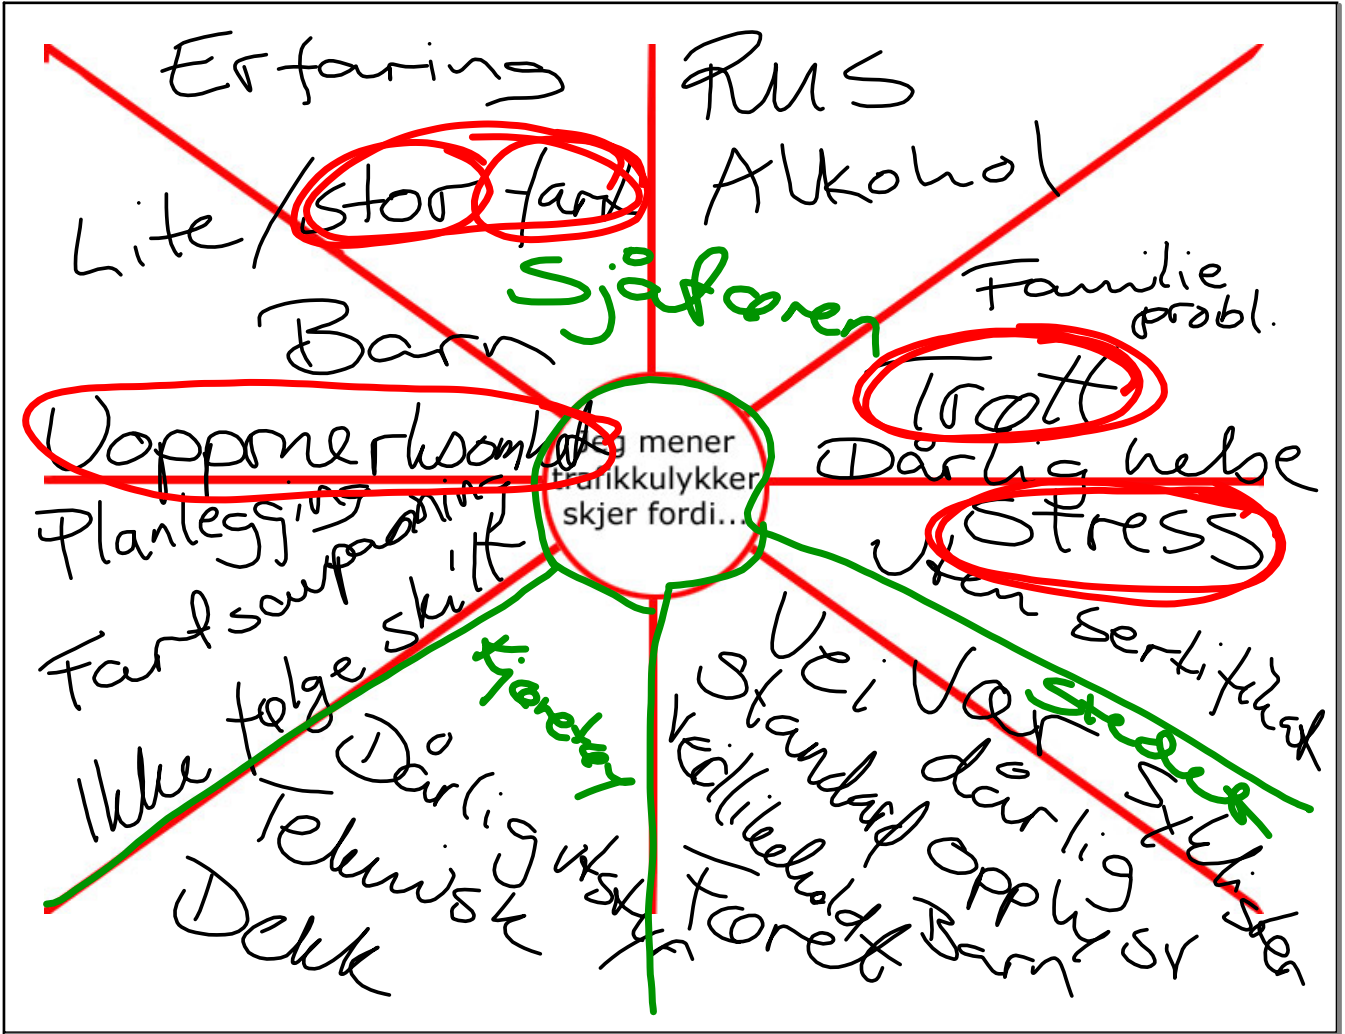 Erfaring
RUS
Alkohol
Lite / stor fart
Sjåføren
Familie
probl.
Barn
Trøtt
Uoppmerksomhet
Jeg mener
trafikkulykker
skjer fordi...
Dårlig helse
Stress
Planlegging
Fartsoppasning
Ikke følge skilt
Uten sertifikat
Kjøretøy
Stedet
Vei
standard
vedlikehold
Føret
Vær
dårlig
opplysn
Barn
Dårlig utstyr
Teknisk
Dekk